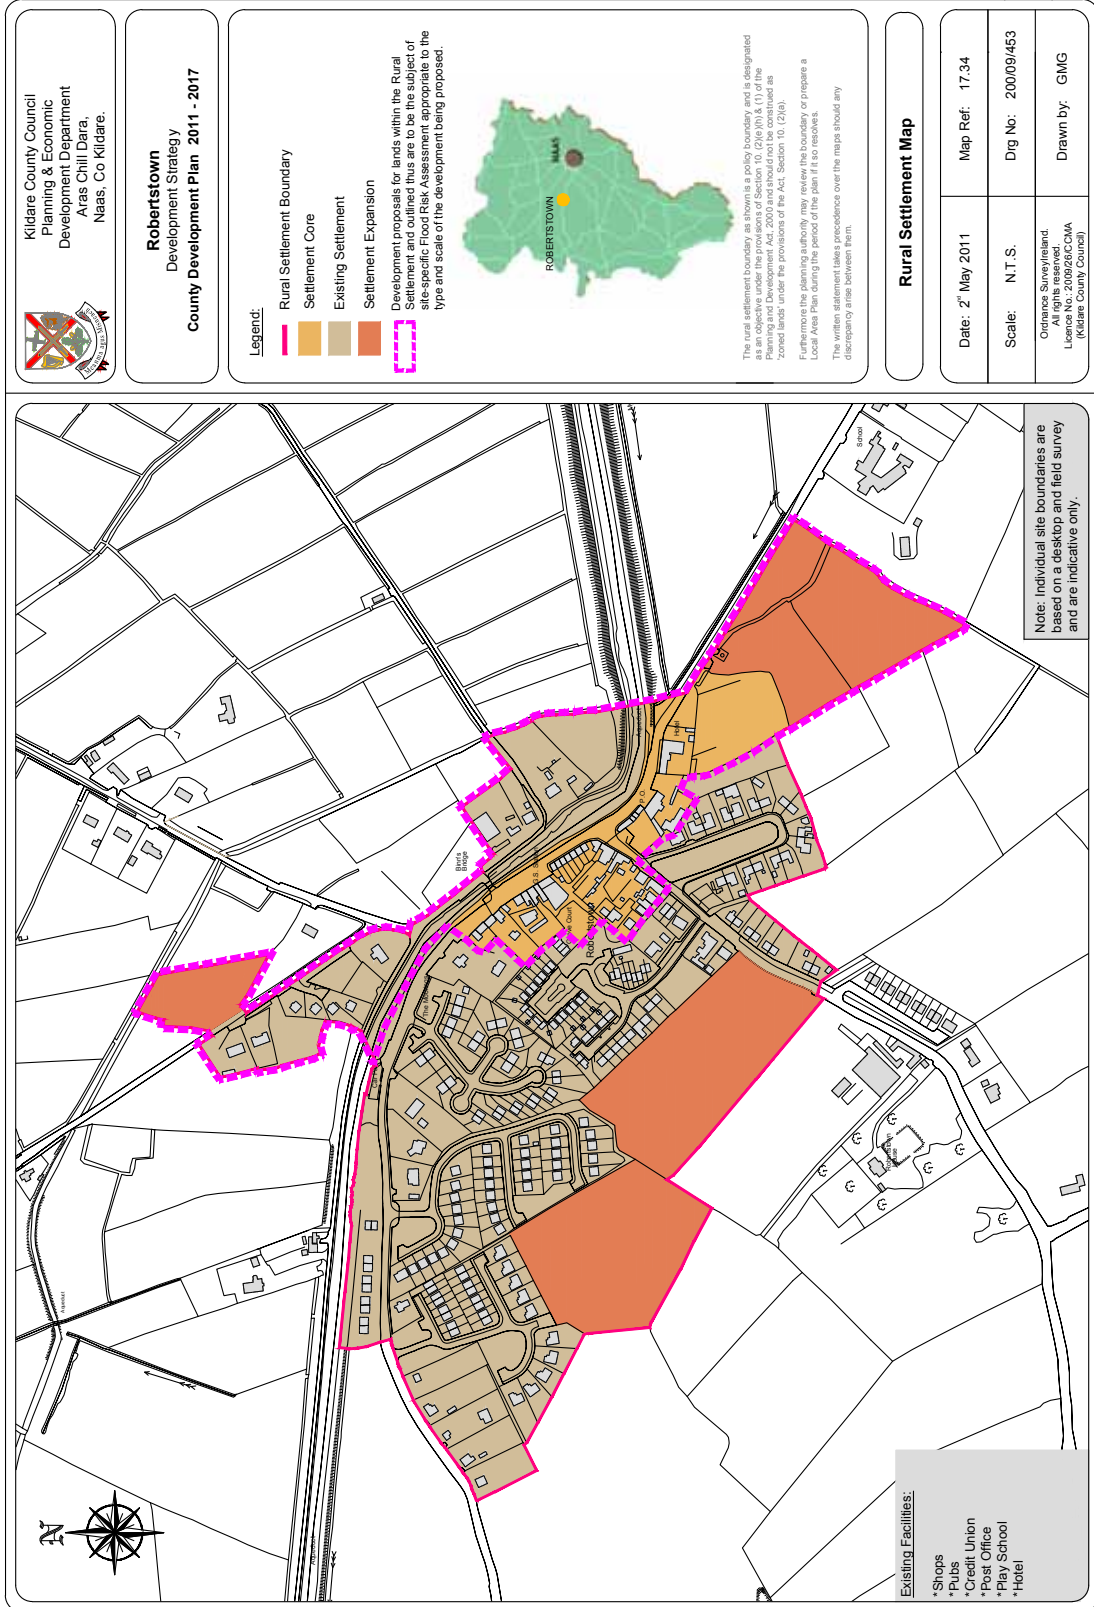 Kildare County Council
Planning & Economic
Development Department
Aras Chill Dara,
Naas, Co Kildare.
Robertstown
Development Strategy
County Development Plan 2011 - 2017
Legend:
Rural Settlement Boundary
Settlement Core
Existing Settlement
Settlement Expansion
Development proposals for lands within the Rural
Settlement and outlined thus are to be the subject of
site-specific Flood Risk Assessment appropriate to the
type and scale of the development being proposed.
NAAS
ROBERTSTOWN
The rural settlement boundary as shown is a policy boundary and is designated
as an objective under the provisions of Section 10, (2)(e)(h) & (1) of the
Planning and Development Act, 2000 and should not be construed as
'zoned lands' under the provisions of the Act, Section 10, (2)(a).
Furthermore the planning authority may review the boundary or prepare a
Local Area Plan during the period of the plan if it so resolves.
The written statement takes precedence over the maps should any
discrepancy arise between them.
Rural Settlement Map
Date: 2nd May 2011
Map Ref: 17.34
Scale: N.T.S.
Drg No: 200/09/453
Ordnance Survey Ireland.
All rights reserved.
Licence No.: 2009/26/CCMA
(Kildare County Council)
Drawn by: GMG
School
Aqueduct
Hotel
P.O.
Binn's
Bridge
G.S.
Court
Robertstown
The
Car
House
Aqueduct
N
Note: Individual site boundaries are
based on a desktop and field survey
and are indicative only.
Existing Facilities:
*Shops
*Pubs
*Credit Union
*Post Office
*Play School
*Hotel